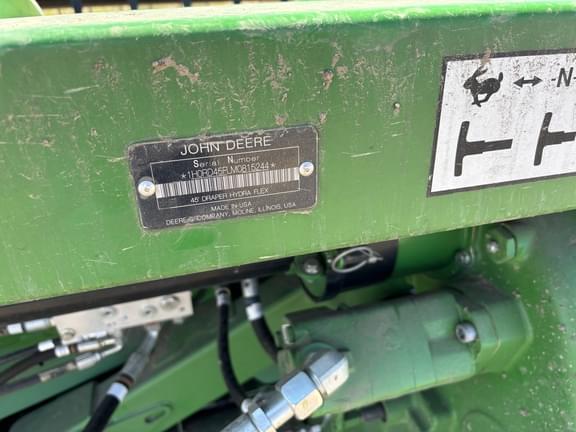 JOHN DEERE
Serial Number
*1H0RD45FLM0815244*
45' DRAPER HYDRA FLEX
MADE IN USA
DEERE & COMPANY, MOLINE, ILLINOIS, USA
-N-